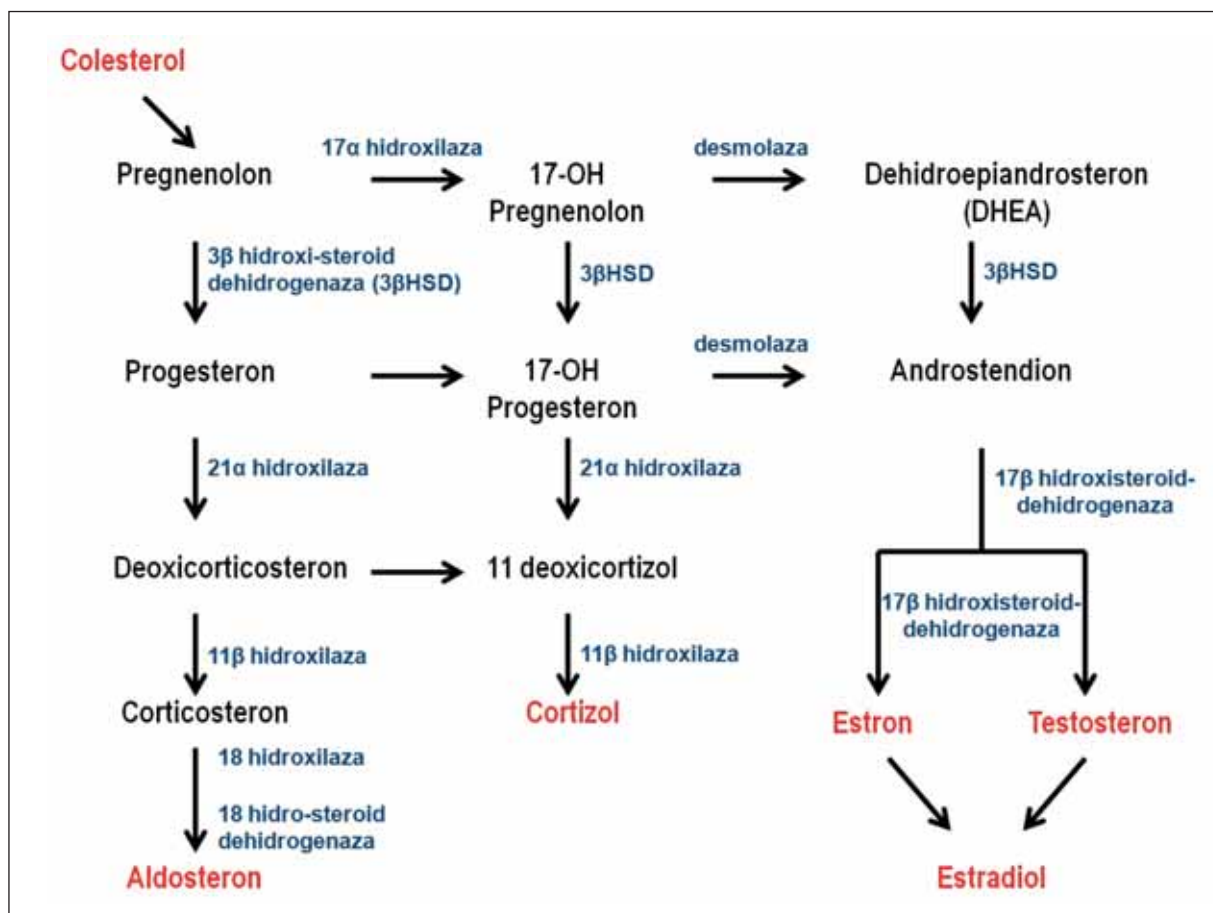 Colesterol
17α hidroxilaza
desmolaza
Pregnenolon
17-OH
Pregnenolon
Dehidroepiandrosteron
(DHEA)
3β hidroxi-steroid
dehidrogenaza (3βHSD)
3βHSD
3βHSD
desmolaza
Progesteron
17-OH
Progesteron
Androstendion
21α hidroxilaza
21α hidroxilaza
17β hidroxisteroid-
dehidrogenaza
Deoxicorticosteron
11 deoxicortizol
17β hidroxisteroid-
dehidrogenaza
11β hidroxilaza
11β hidroxilaza
Corticosteron
Cortizol
Estron
Testosteron
18 hidroxilaza
18 hidro-steroid
dehidrogenaza
Aldosteron
Estradiol